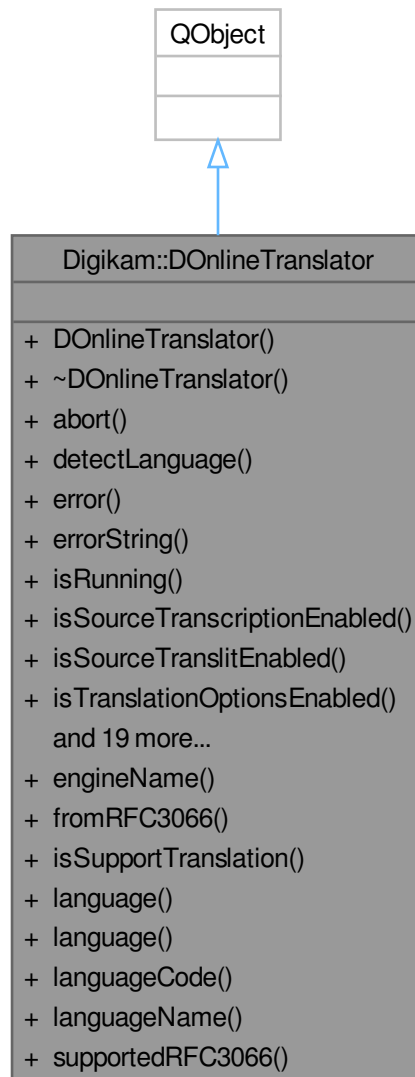 QObject
Digikam::DOnlineTranslator
+ DOnlineTranslator()
+ ~DOnlineTranslator()
+ abort()
+ detectLanguage()
+ error()
+ errorString()
+ isRunning()
+ isSourceTranscriptionEnabled()
+ isSourceTranslitEnabled()
+ isTranslationOptionsEnabled()
and 19 more...
+ engineName()
+ fromRFC3066()
+ isSupportTranslation()
+ language()
+ language()
+ languageCode()
+ languageName()
+ supportedRFC3066()